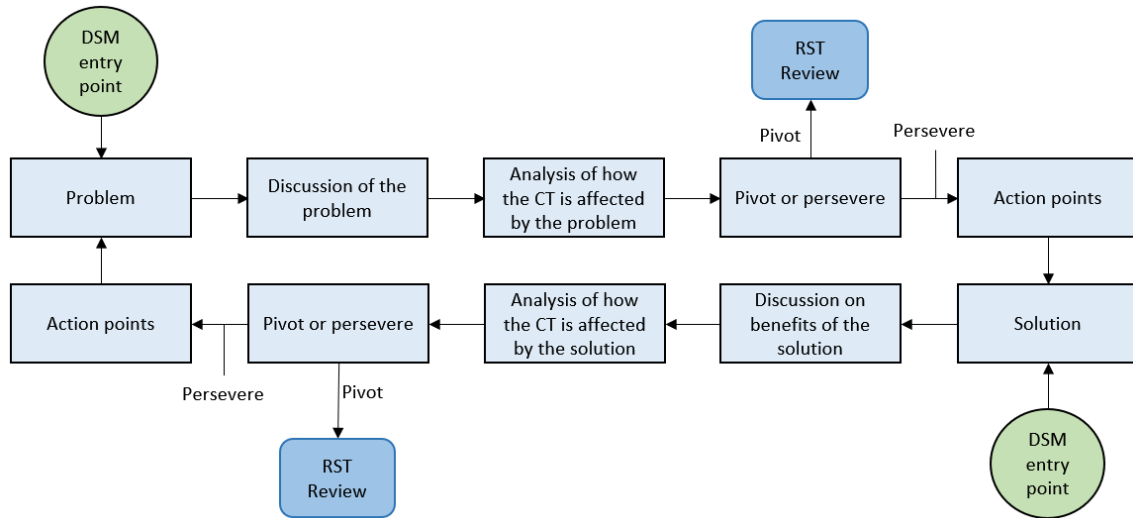 DSM
entry
point
RST
Review
Pivot
Persevere
Problem
Discussion of the
problem
Analysis of how
the CT is affected
by the problem
Pivot or persevere
Action points
Action points
Pivot or persevere
Analysis of how
the CT is affected
by the solution
Discussion on
benefits of the
solution
Solution
Persevere
Pivot
RST
Review
DSM
entry
point